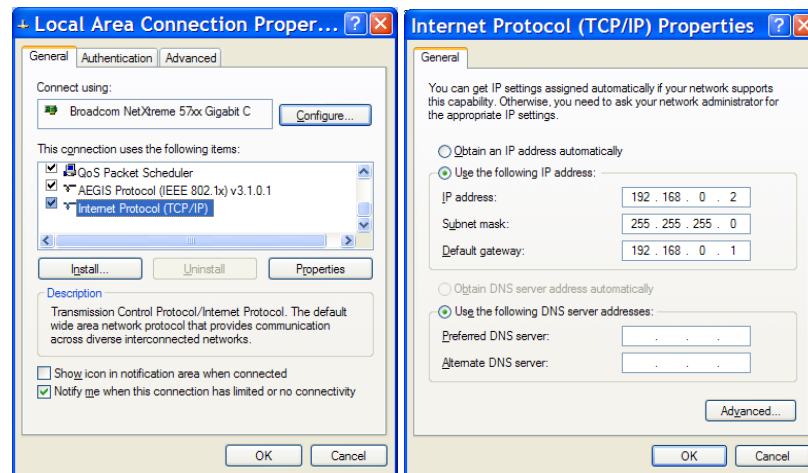 Local Area Connection Proper...
General
Authentication
Advanced
Connect using:
Broadcom NetXtreme 57xx Gigabit C
Configure...
This connection uses the following items:
QoS Packet Scheduler
AEGIS Protocol (IEEE 802.1x) v3.1.0.1
Internet Protocol (TCP/IP)
Install...
Uninstall
Properties
Description
Transmission Control Protocol/Internet Protocol. The default
wide area network protocol that provides communication
across diverse interconnected networks.
Show icon in notification area when connected
Notify me when this connection has limited or no connectivity
OK
Cancel
Internet Protocol (TCP/IP) Properties
General
You can get IP settings assigned automatically if your network supports
this capability. Otherwise, you need to ask your network administrator for
the appropriate IP settings.
Obtain an IP address automatically
Use the following IP address:
IP address: 192 . 168 . 0 . 2
Subnet mask: 255 . 255 . 255 . 0
Default gateway: 192 . 168 . 0 . 1
Obtain DNS server address automatically
Use the following DNS server addresses:
Preferred DNS server: . . .
Alternate DNS server: . . .
Advanced...
OK
Cancel